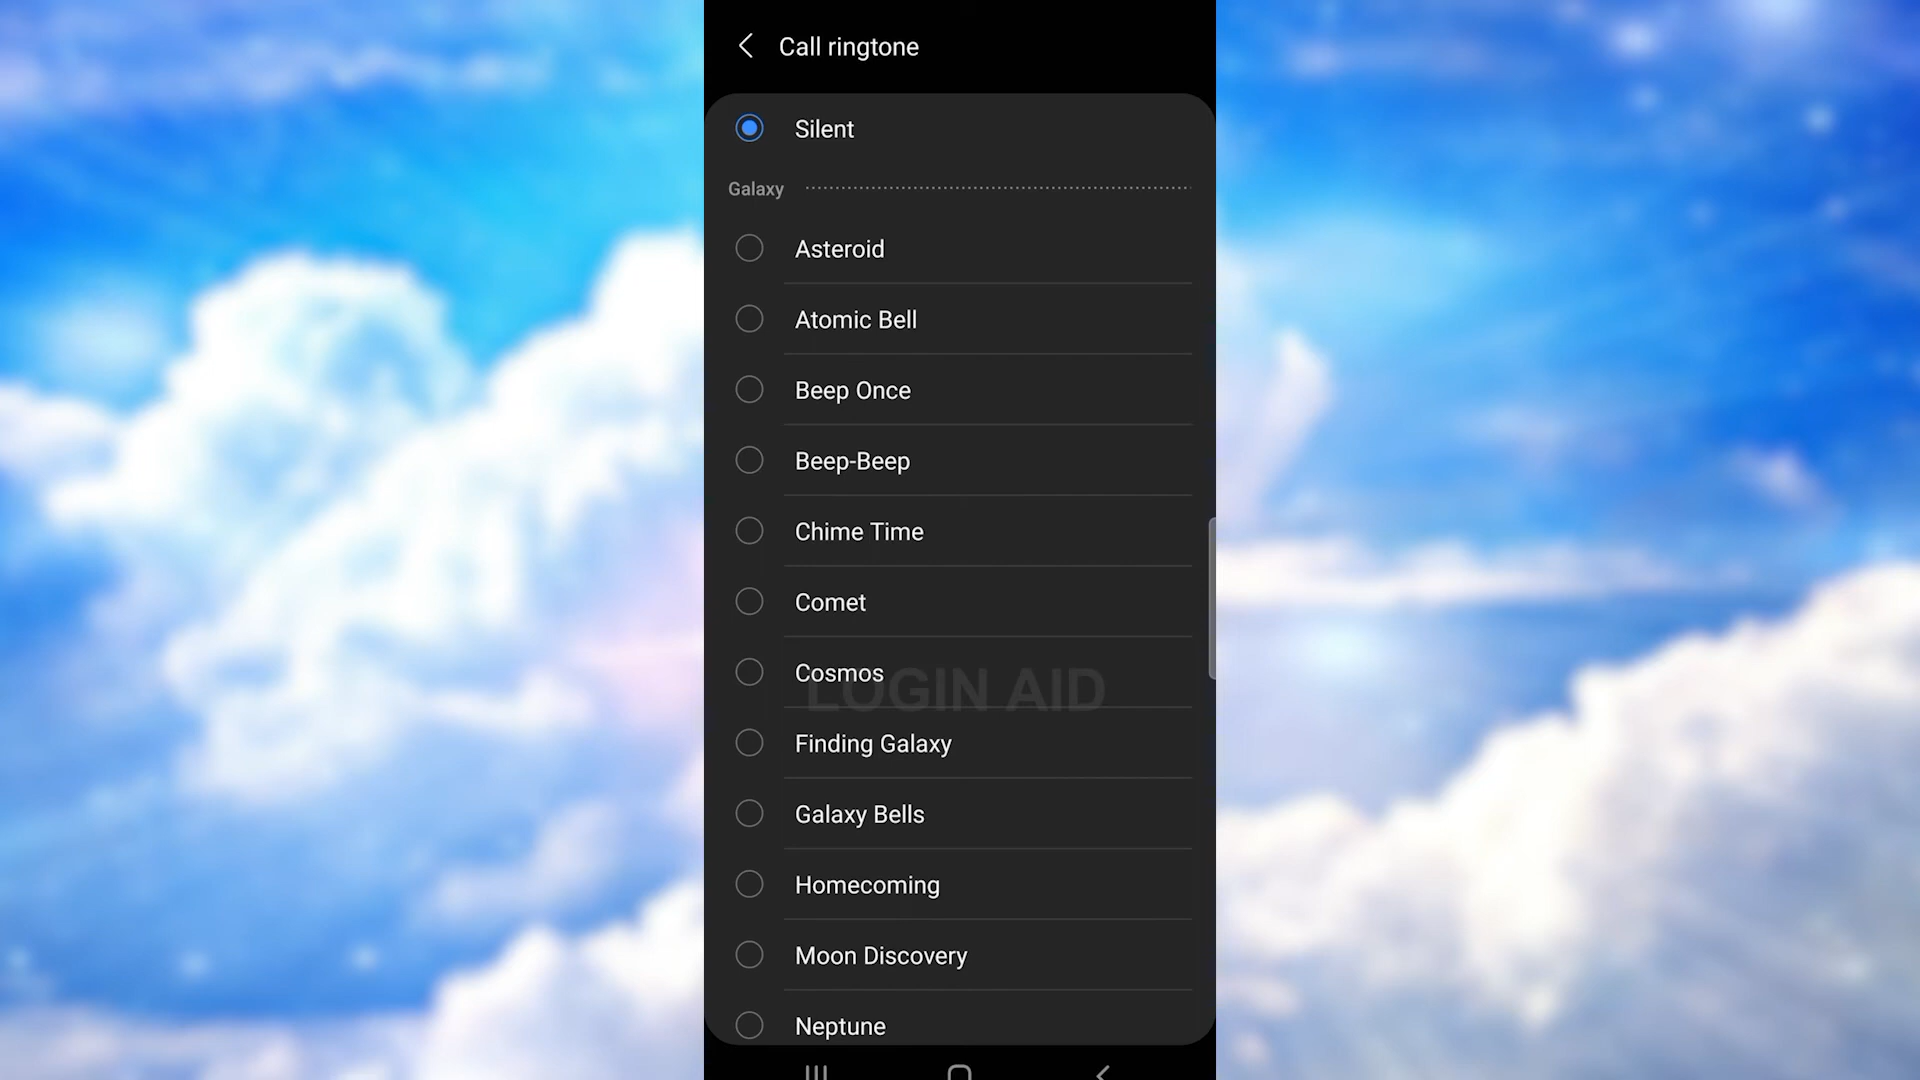 Call ringtone
Silent
Galaxy
Asteroid
Atomic Bell
Beep Once
Beep-Beep
Chime Time
Comet
Cosmos
LOGIN AID
Finding Galaxy
Galaxy Bells
Homecoming
Moon Discovery
Neptune